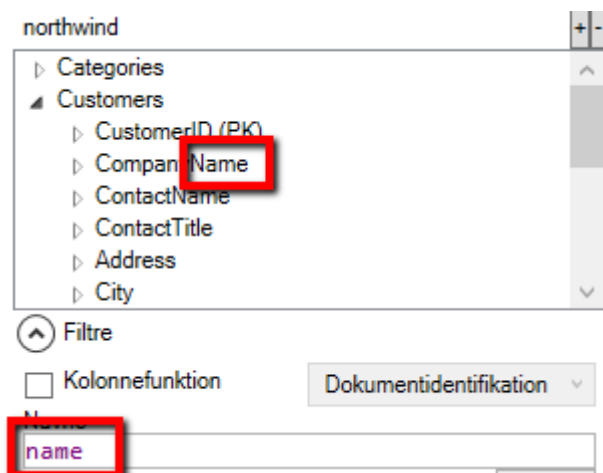 northwind
+ -
Categories
Customers
CustomerID (PK)
CompanyName
ContactName
ContactTitle
Address
City
Filtre
Kolonnefunktion
Dokumentidentifikation
name